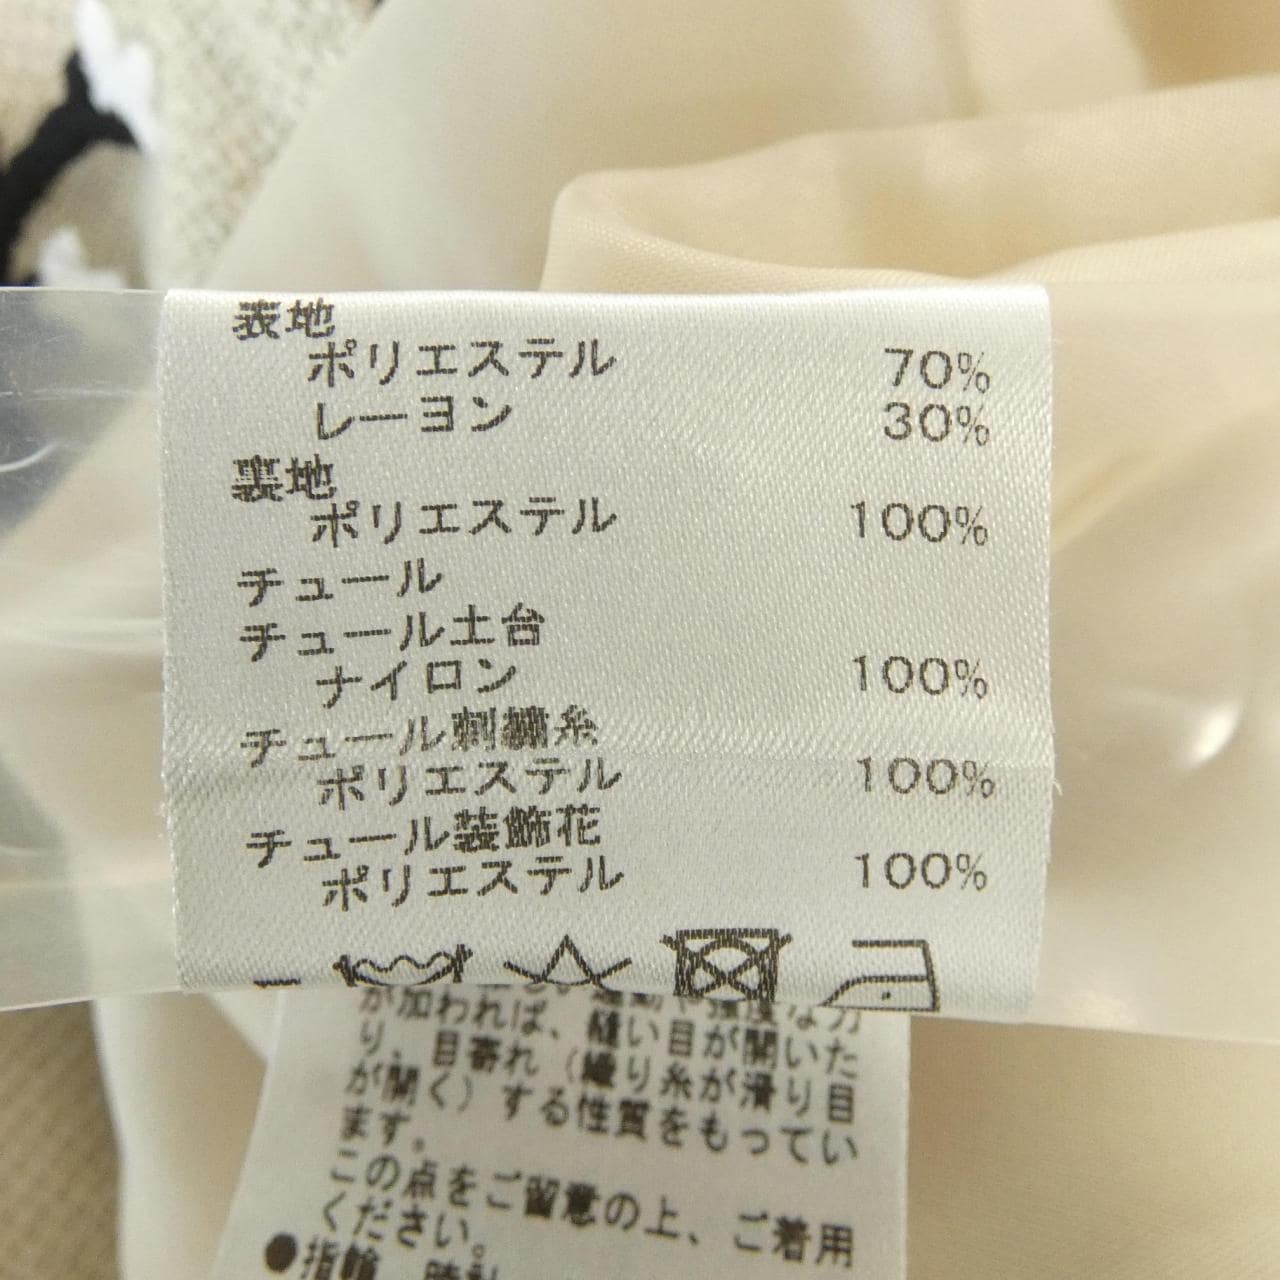 表地
ポリエステル 70%
レーヨン 30%
裏地
ポリエステル 100%
チュール
チュール土台
ナイロン 100%
チュール刺繍糸
ポリエステル 100%
チュール装飾花
ポリエステル 100%
が加われば、縫い目が開いた
り、目寄れ（織り糸が滑り目
が開く）する性質をもってい
ます。
この点をご留意の上、ご着用
ください。
●指輪、時計